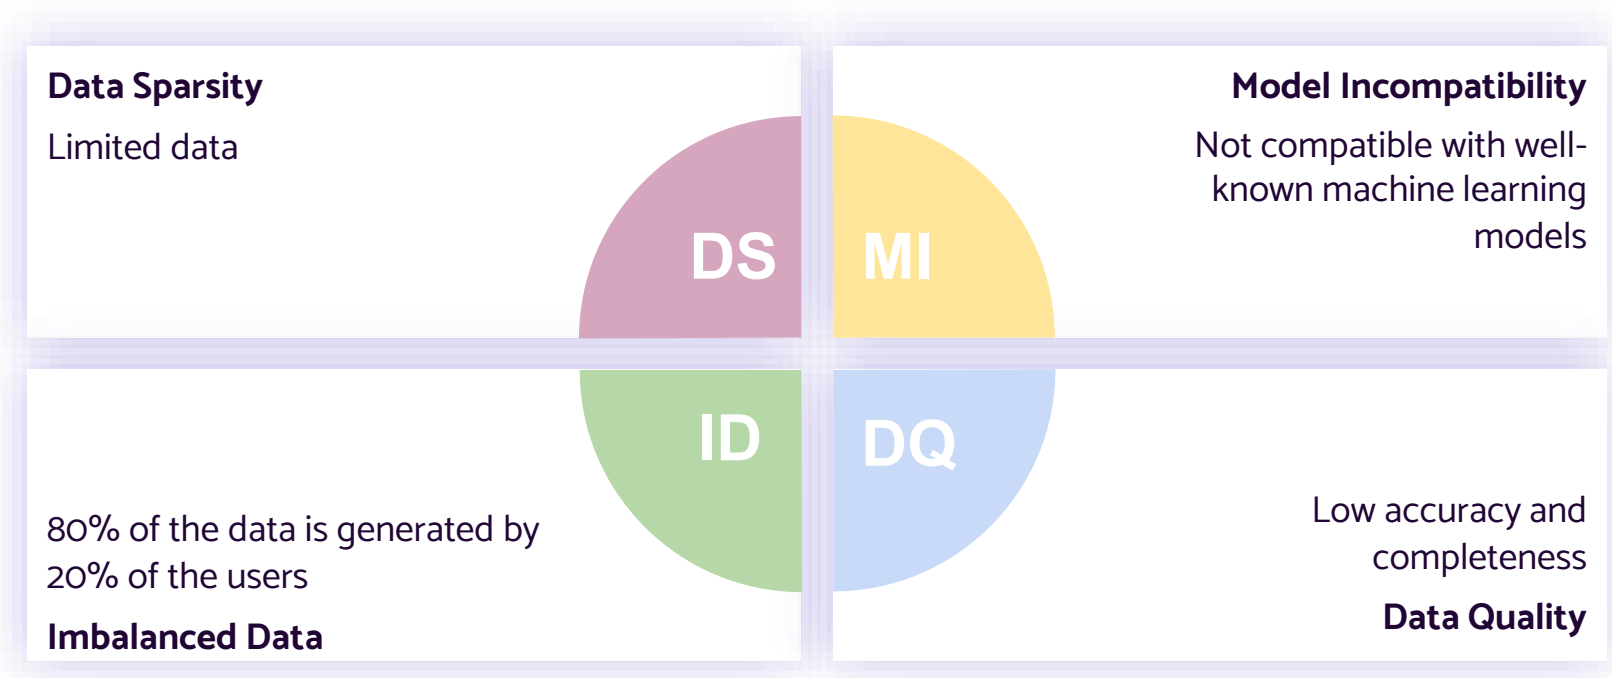 Data Sparsity
Limited data
DS
Model Incompatibility
Not compatible with well-
known machine learning
models
MI
ID
80% of the data is generated by
20% of the users
Imbalanced Data
DQ
Low accuracy and
completeness
Data Quality